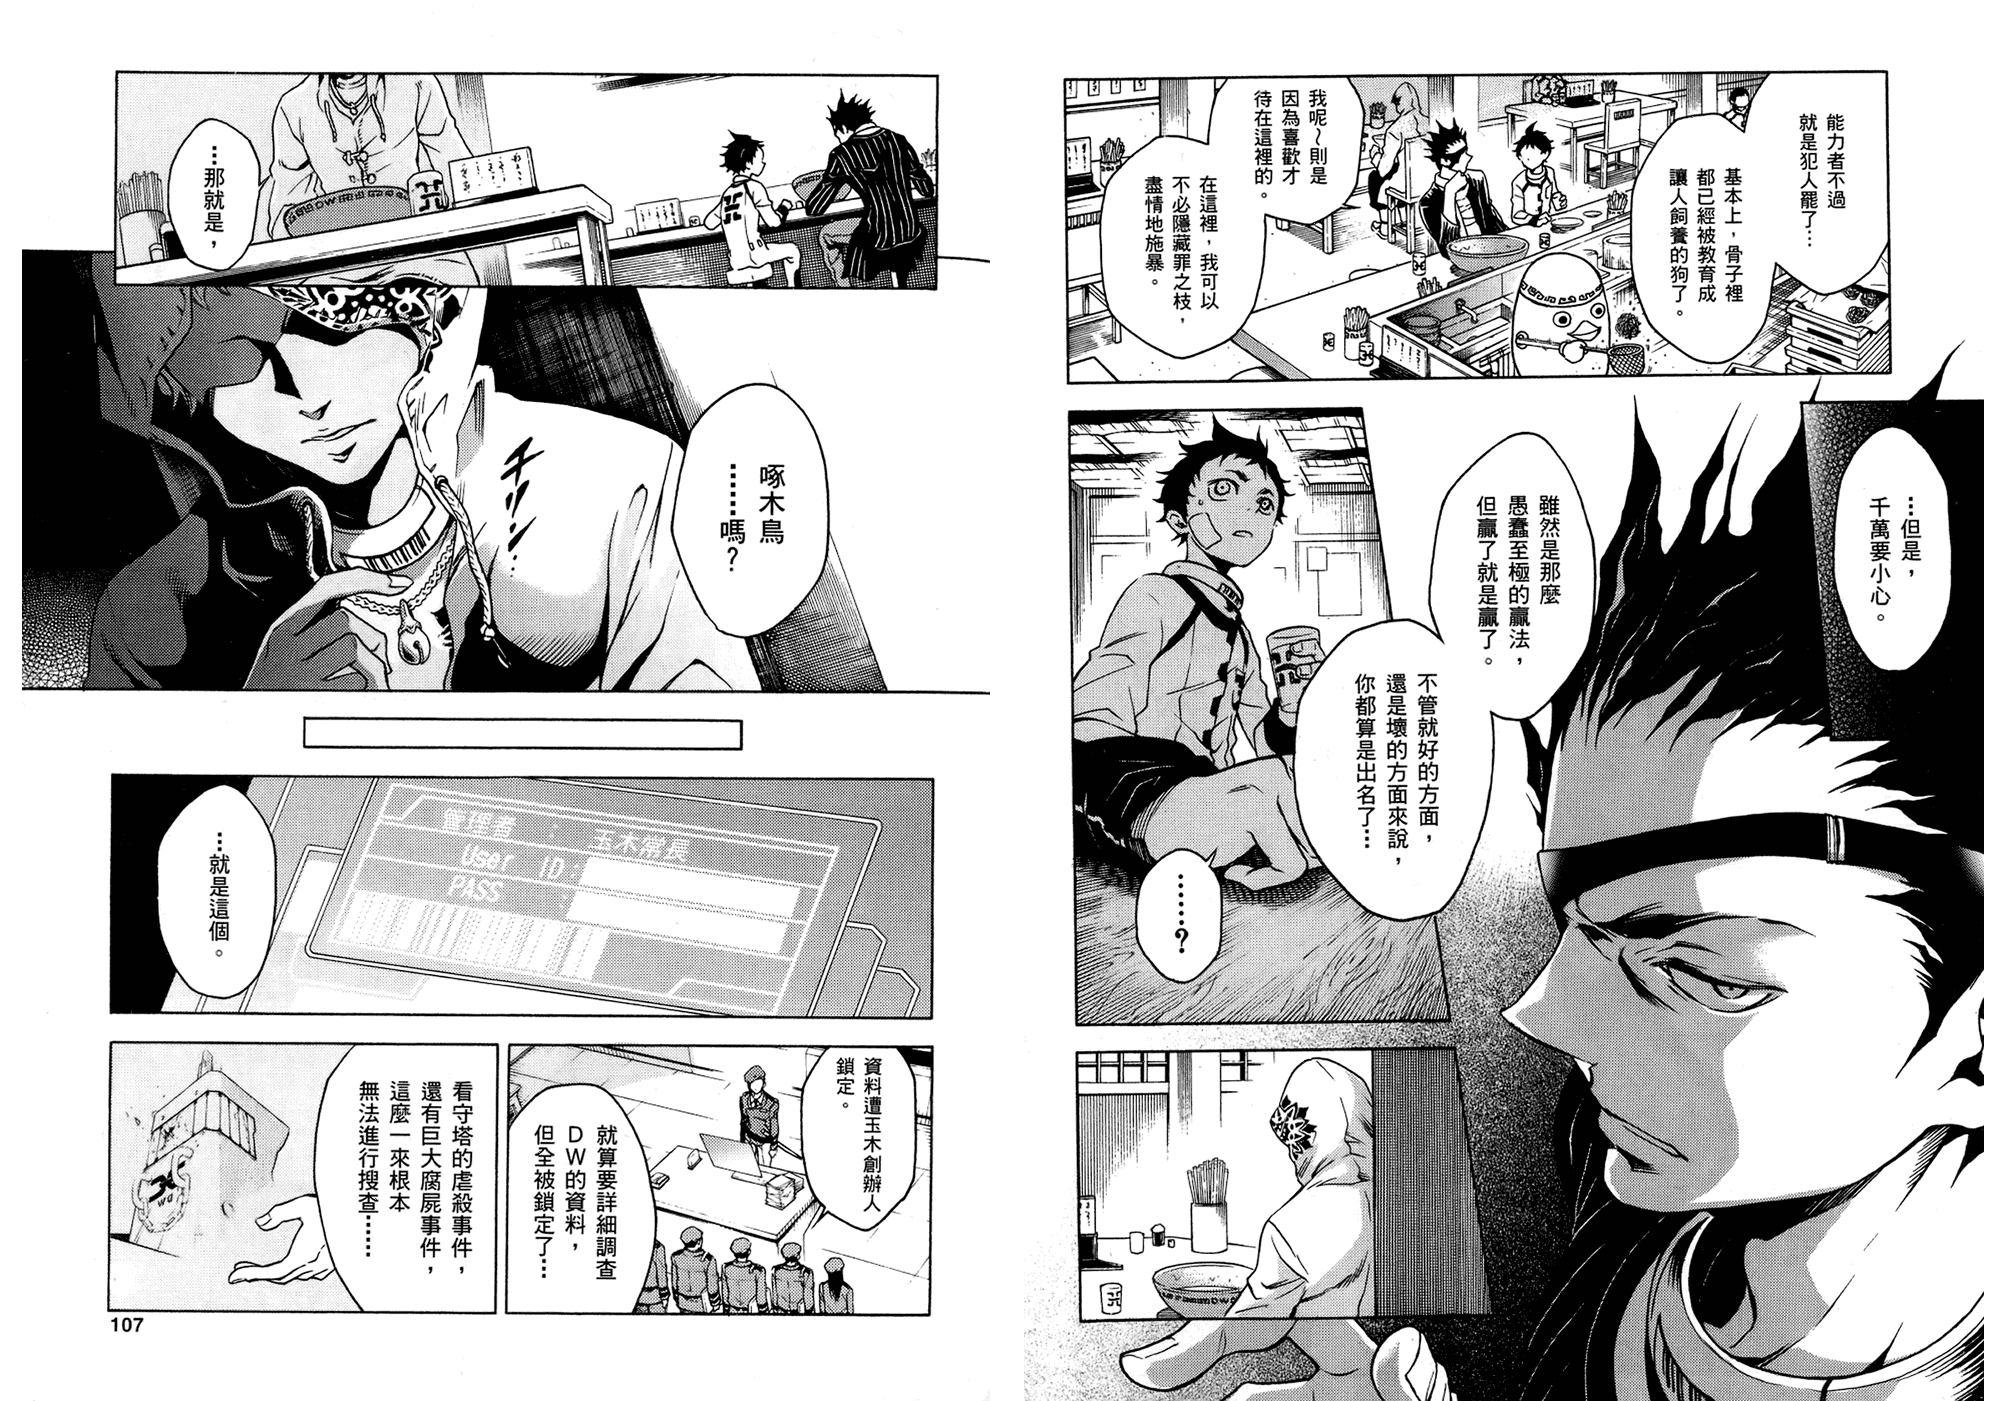 能力者不過
就是犯人罷了…
基本上，骨子裡
都已經被教育成
讓人飼養的狗了。
我呢～則是
因為喜歡才
待在這裡的。
在這裡，我可以
不必隱藏罪之枝，
盡情地施暴。
…但是，
千萬要小心。
雖然是那麼
愚蠢至極的贏法，
但贏了就是贏了。
不管就好的方面，
還是壞的方面來說，
你都算是出名了…
……？
…那就是，
啄木鳥
……嗎？
チリ…
管理者：玉木常長
User ID：
PASS：
…就是這個。
資料遭玉木創辦人
鎖定。
就算要詳細調查
DW的資料，
但全被鎖定了…
看守塔的虐殺事件，
還有巨大腐屍事件，
這麼一來根本
無法進行搜查……
107